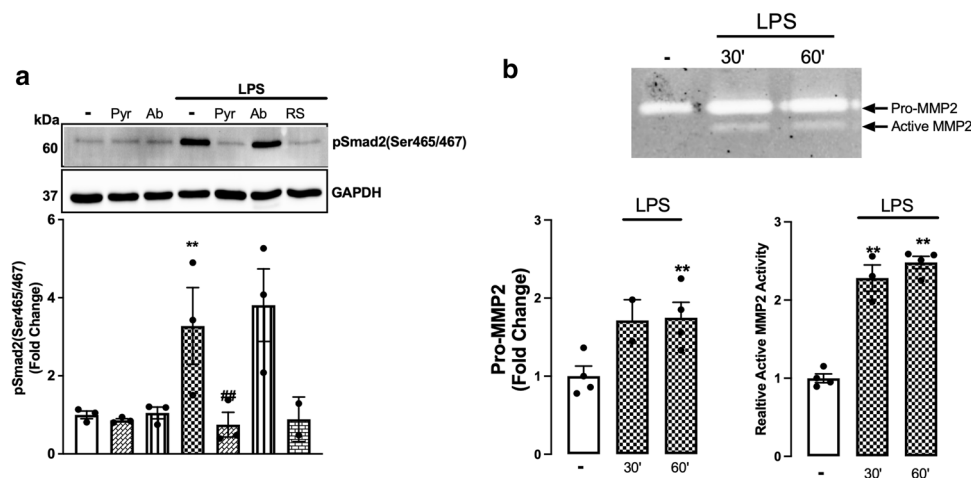 a
LPS
- Pyr Ab - Pyr Ab RS
kDa
60
pSmad2(Ser465/467)
37
GAPDH
pSmad2(Ser465/467)
(Fold Change)
6
4
2
0
**
##
b
LPS
- 30' 60'
Pro-MMP2
Active MMP2
Pro-MMP2
(Fold Change)
3
2
1
0
LPS
**
- 30' 60'
Realtive Active MMP2 Activity
3
2
1
0
LPS
** **
- 30' 60'